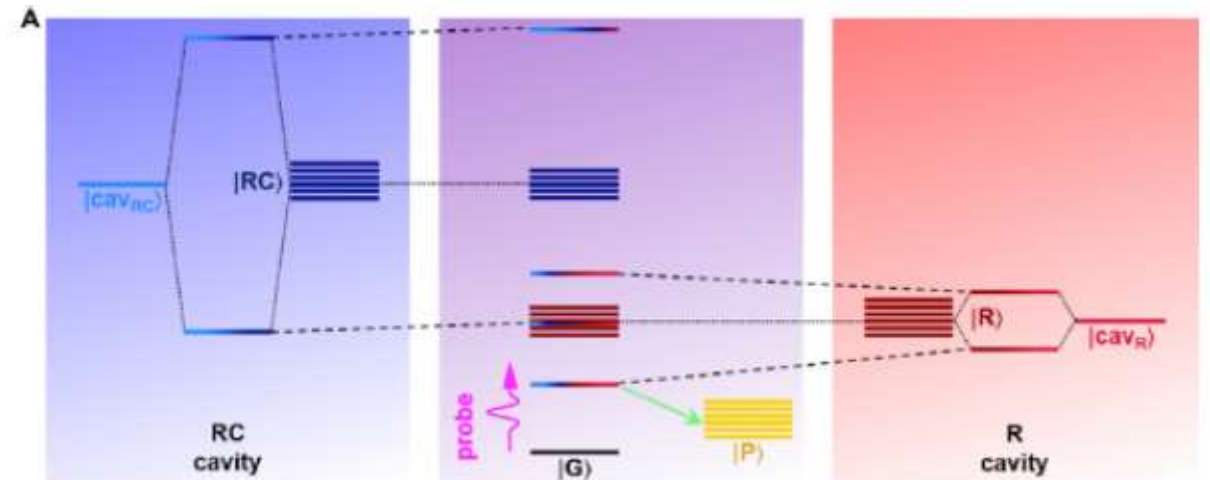 A
|RC⟩
|cav_RC⟩
|R⟩
|cav_R⟩
probe
|P⟩
|G⟩
RC
cavity
R
cavity